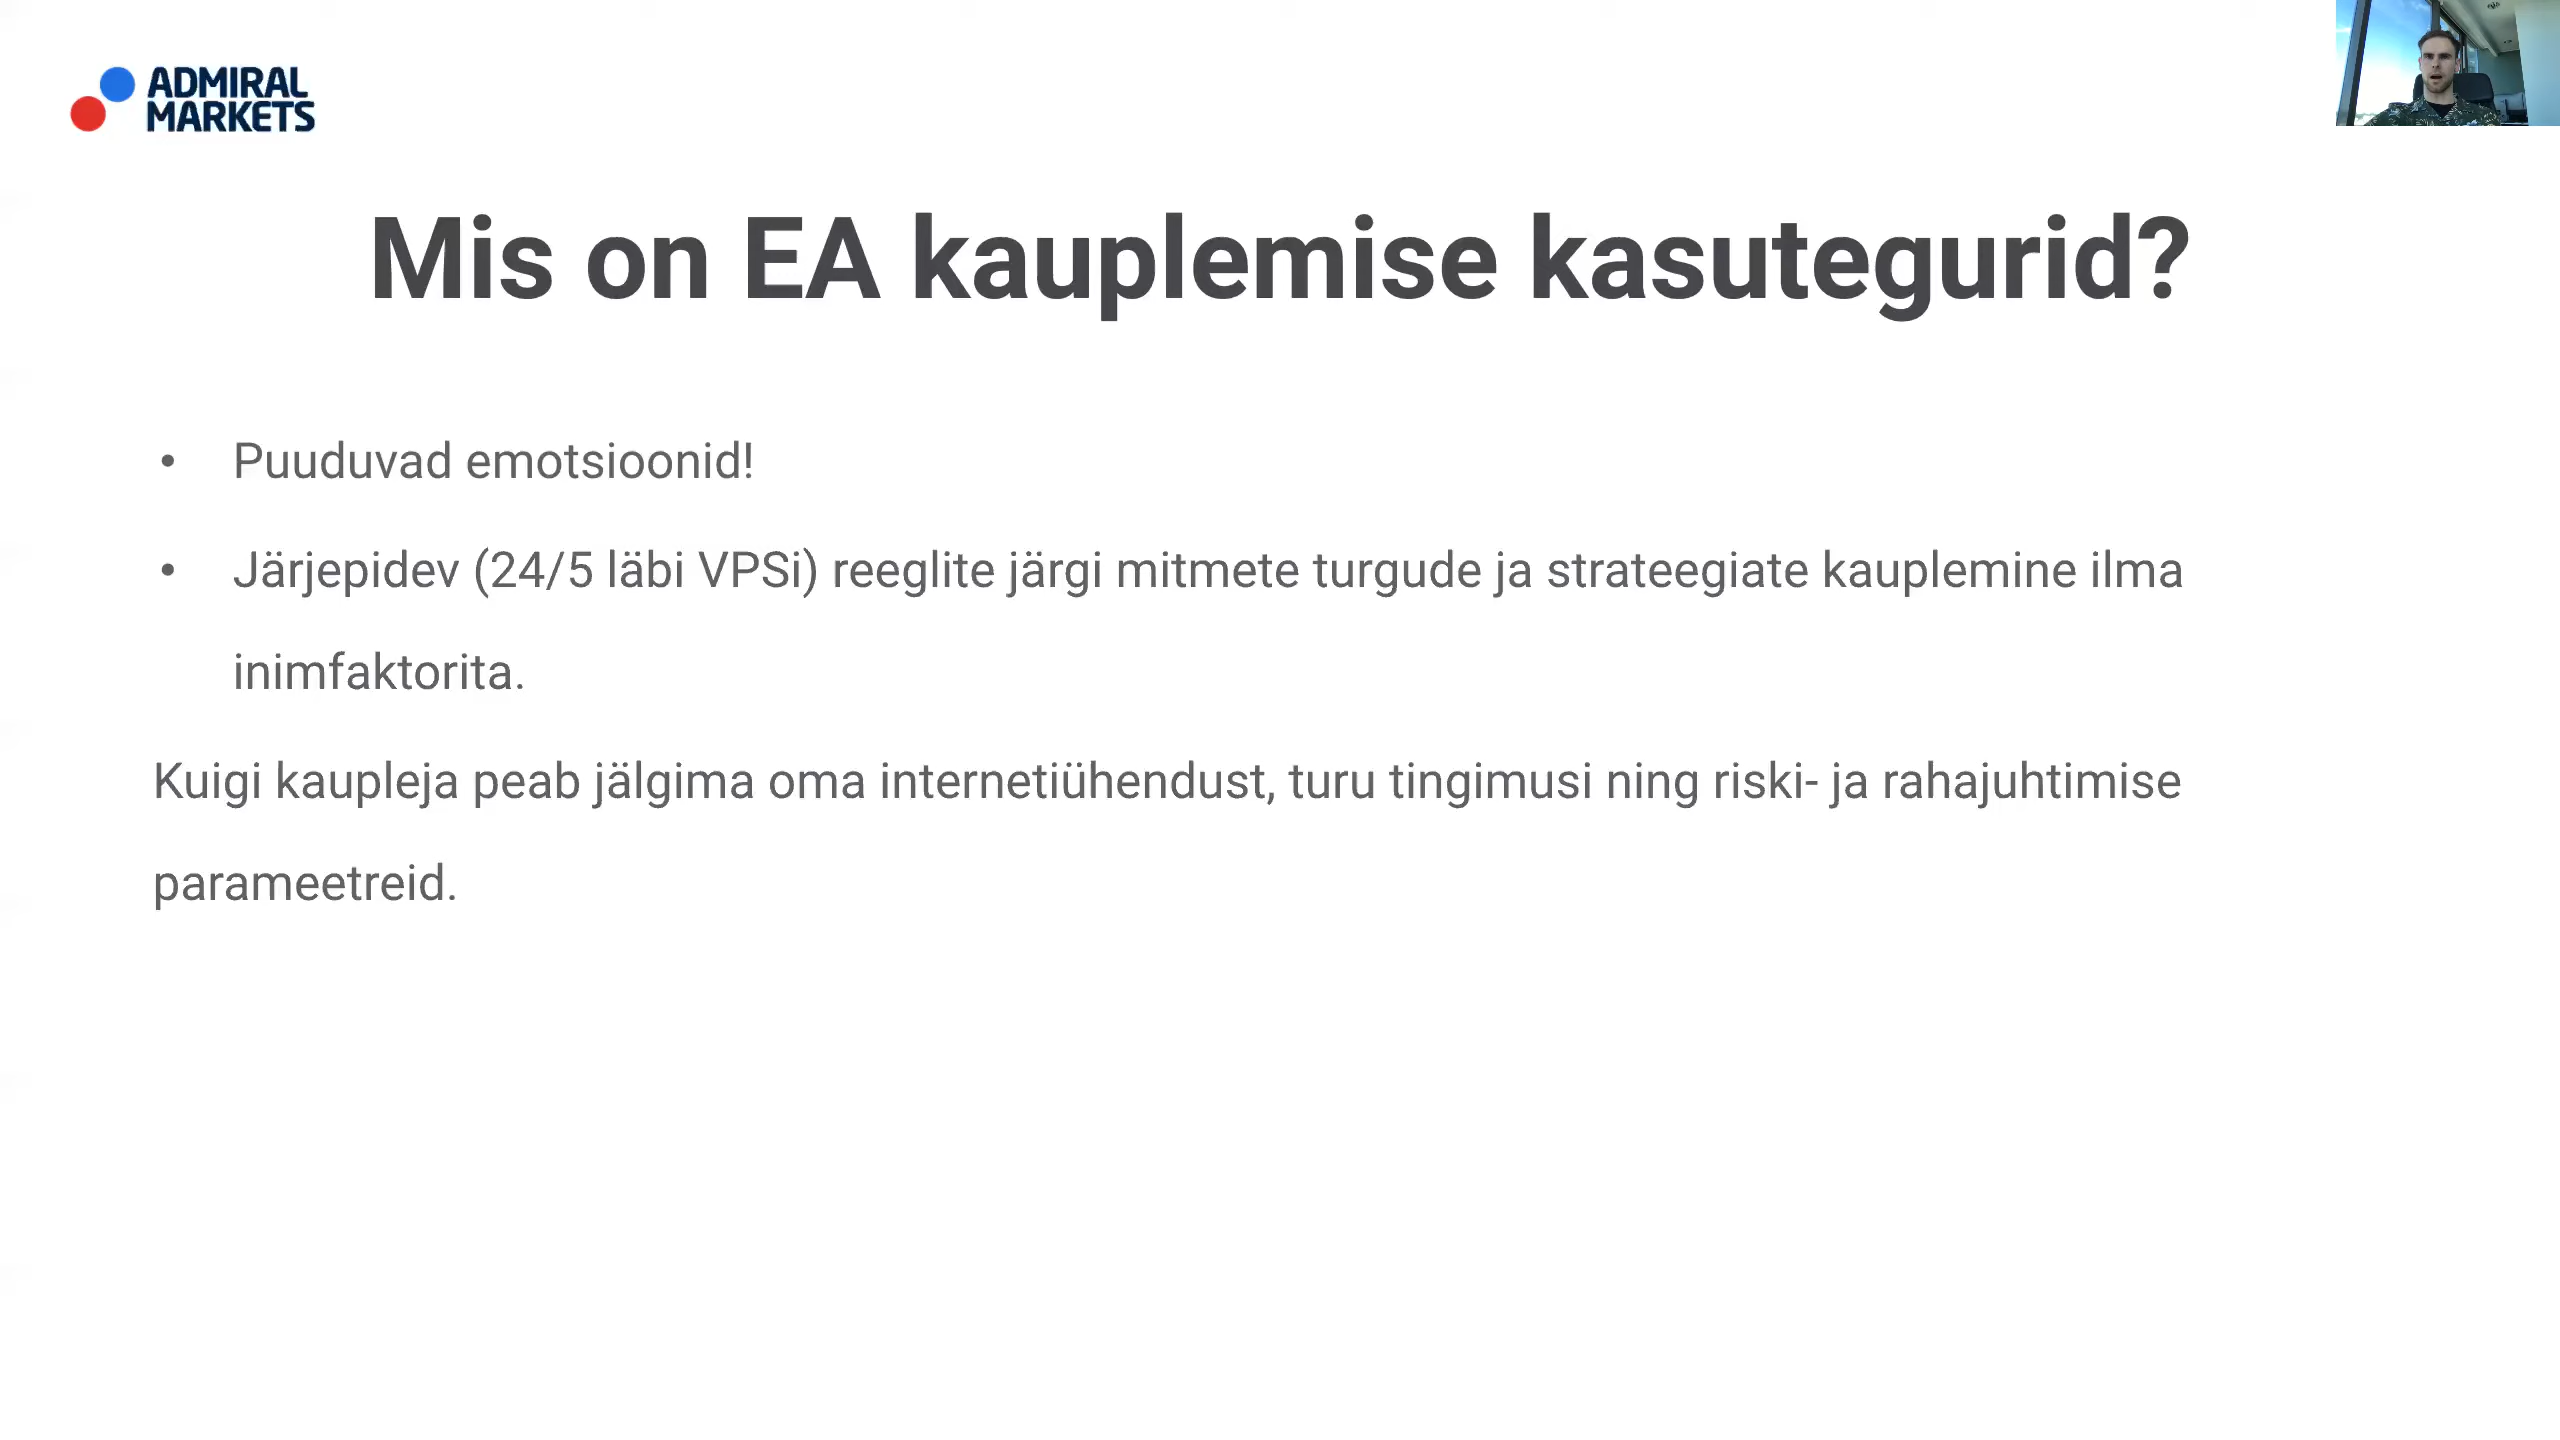 ADMIRAL
MARKETS
Mis on EA kauplemise kasutegurid?
• Puuduvad emotsioonid!
• Järjepidev (24/5 läbi VPSi) reeglite järgi mitmete turgude ja strateegiate kauplemine ilma
inimfaktorita.
Kuigi kaupleja peab jälgima oma internetiühendust, turu tingimusi ning riski- ja rahajuhtimise
parameetreid.